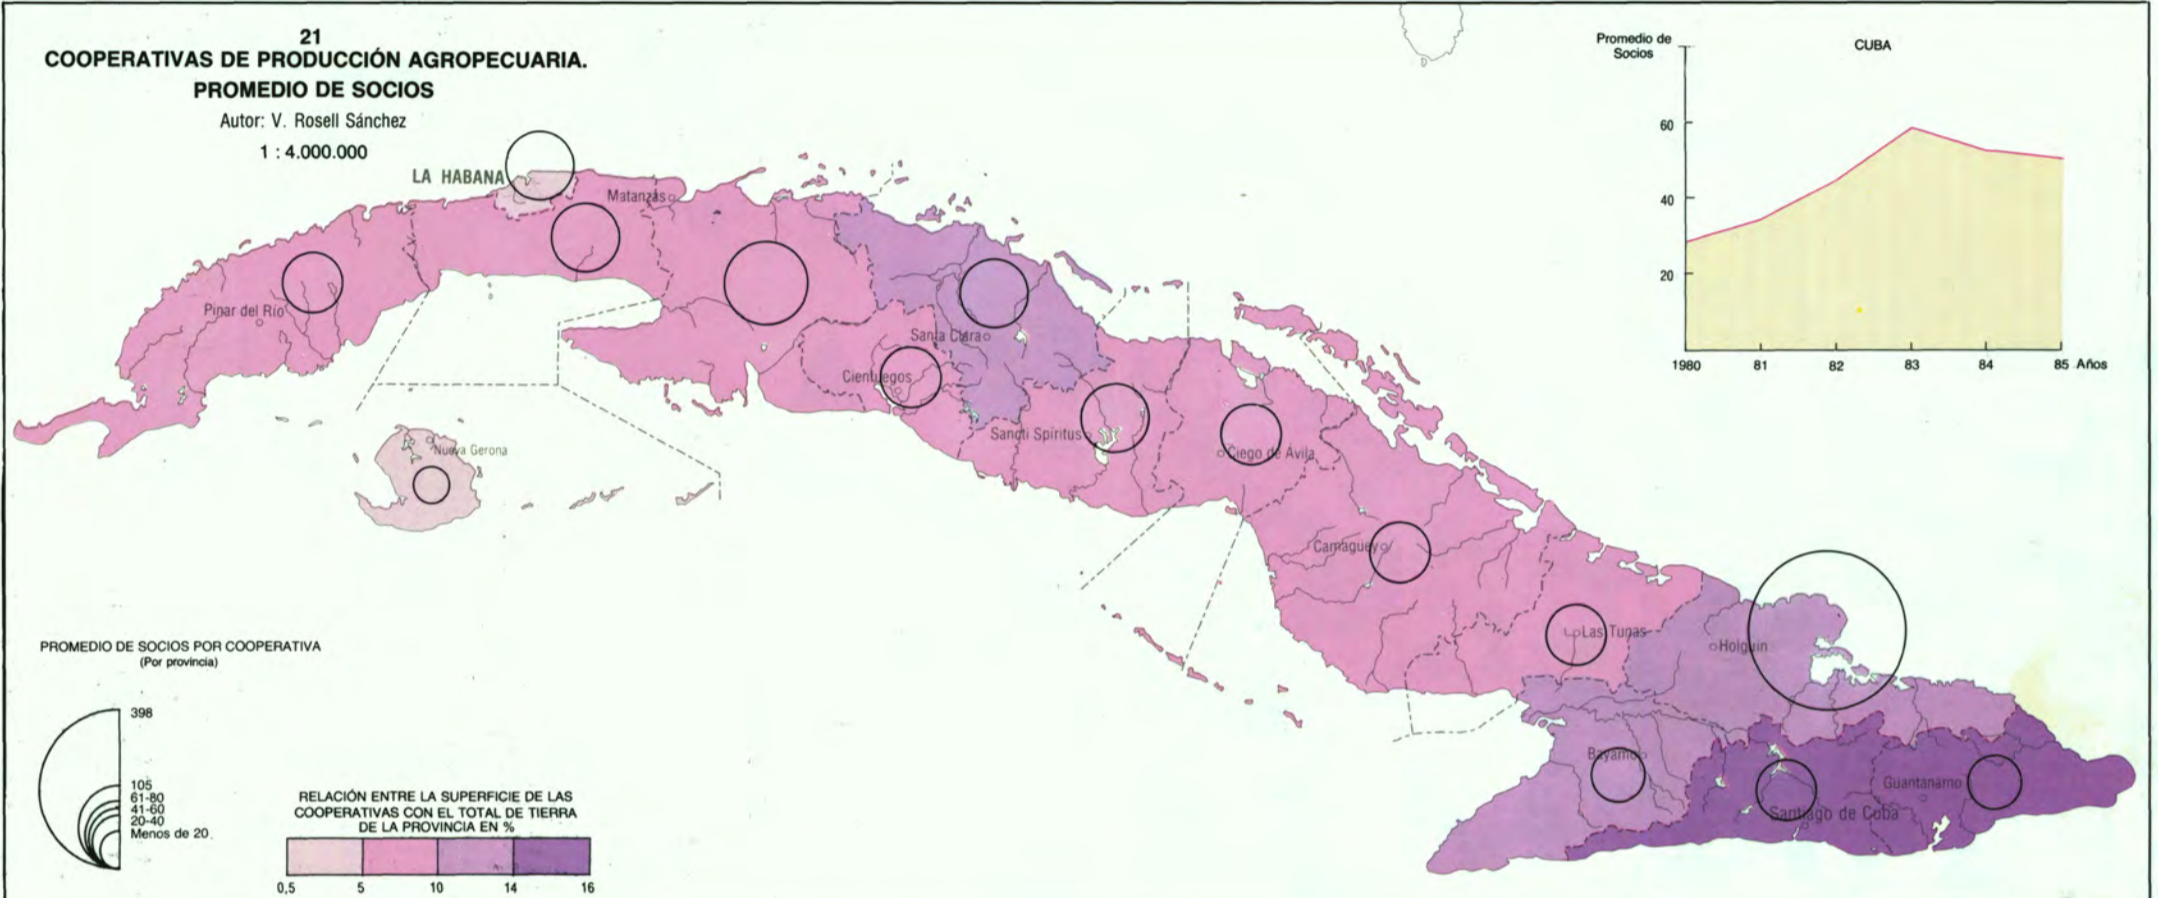 21
COOPERATIVAS DE PRODUCCIÓN AGROPECUARIA.
PROMEDIO DE SOCIOS
Autor: V. Rosell Sánchez
1 : 4.000.000
Promedio de
Socios
CUBA
60
40
20
1980 81 82 83 84 85 Años
LA HABANA
Matanzas
Pinar del Río
Santa Clara
Cienfuegos
Nueva Gerona
Sancti Spíritus
Ciego de Avila
Camagüey
Las Tunas
Holguín
Bayamo
Guantánamo
Santiago de Cuba
PROMEDIO DE SOCIOS POR COOPERATIVA
(Por provincia)
398
105
61-80
41-60
20-40
Menos de 20
RELACIÓN ENTRE LA SUPERFICIE DE LAS
COOPERATIVAS CON EL TOTAL DE TIERRA
DE LA PROVINCIA EN %
0,5 5 10 14 16